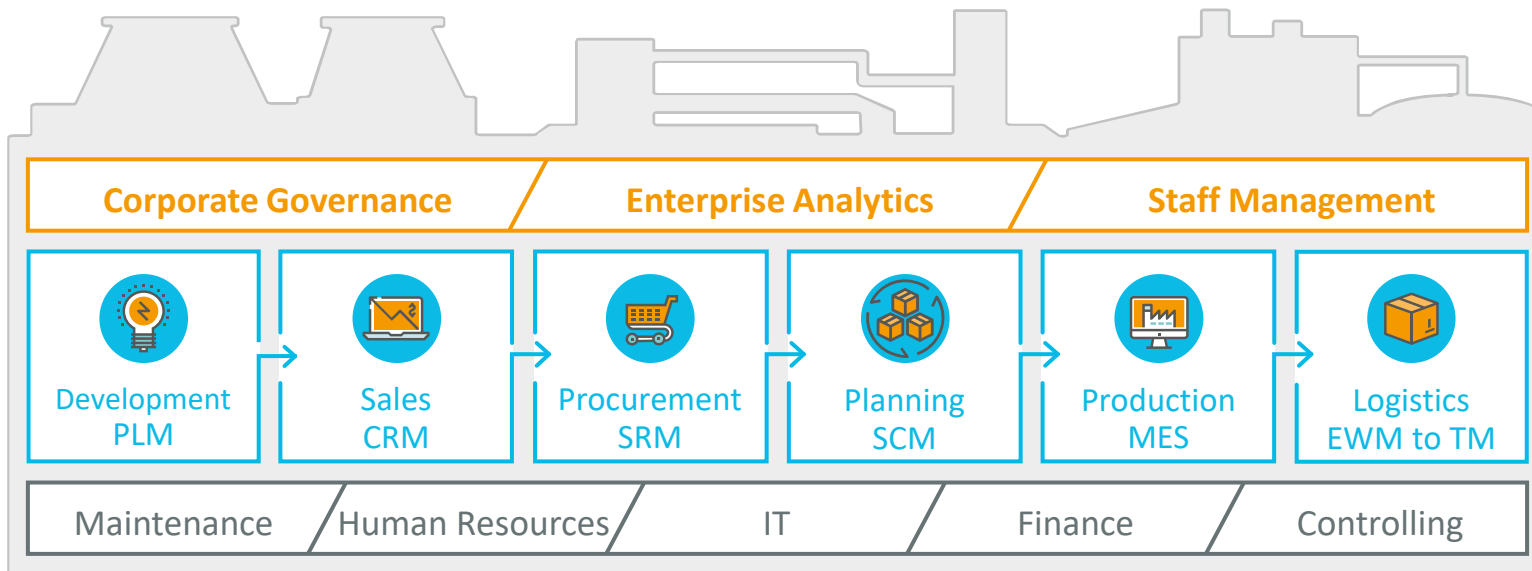 Corporate Governance
Enterprise Analytics
Staff Management
Development
PLM
Sales
CRM
Procurement
SRM
Planning
SCM
Production
MES
Logistics
EWM to TM
Maintenance
Human Resources
IT
Finance
Controlling